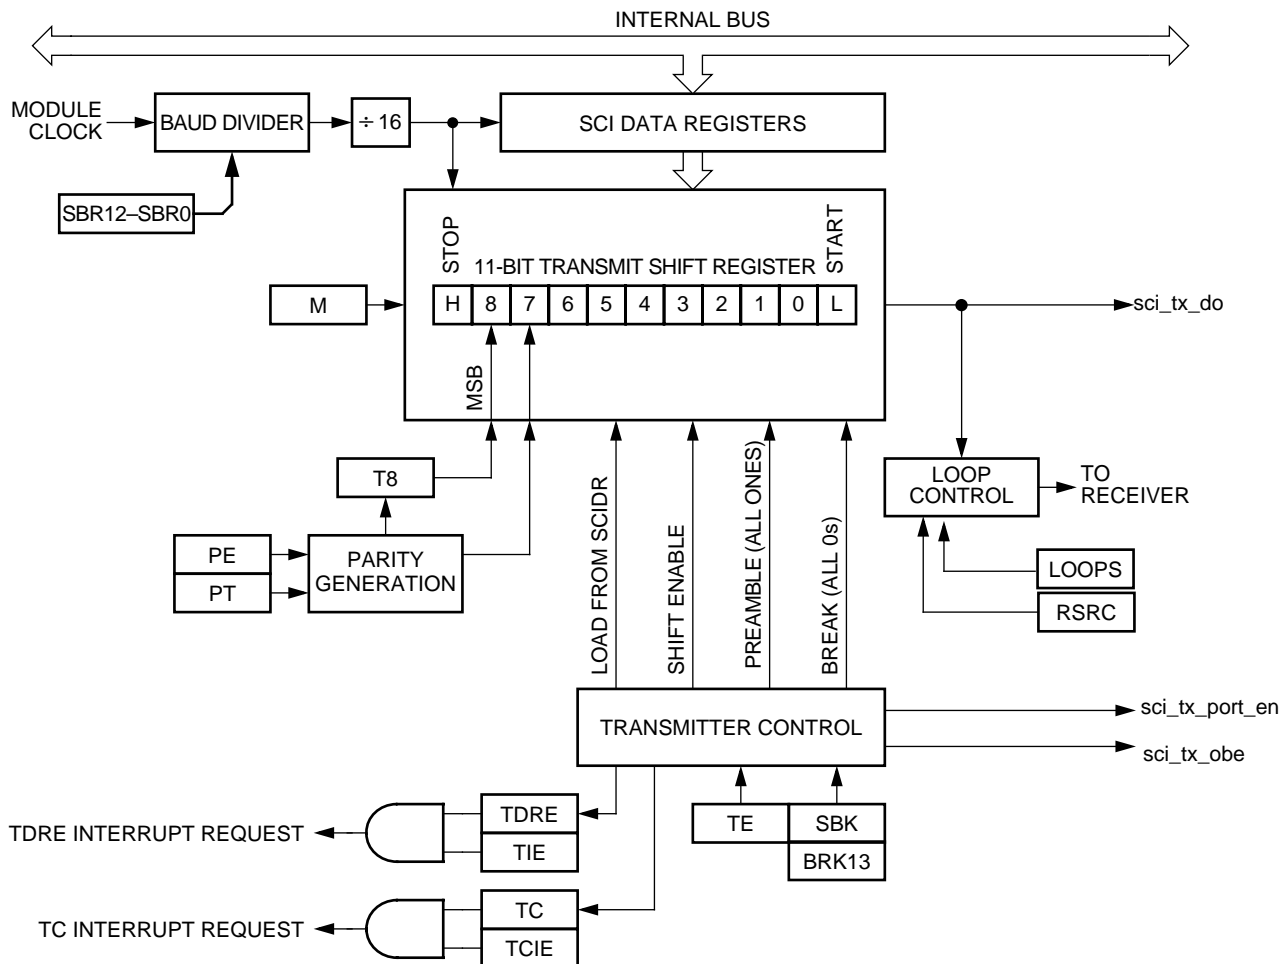 INTERNAL BUS
MODULE
CLOCK
BAUD DIVIDER
÷ 16
SCI DATA REGISTERS
SBR12–SBR0
STOP
11-BIT TRANSMIT SHIFT REGISTER
START
M
H 8 7 6 5 4 3 2 1 0 L
sci_tx_do
MSB
T8
LOOP
CONTROL
TO
RECEIVER
PE
PT
PARITY
GENERATION
LOAD FROM SCIDR
SHIFT ENABLE
PREAMBLE (ALL ONES)
BREAK (ALL 0s)
LOOPS
RSRC
TRANSMITTER CONTROL
sci_tx_port_en
sci_tx_obe
TDRE INTERRUPT REQUEST
TDRE
TIE
TE
SBK
BRK13
TC INTERRUPT REQUEST
TC
TCIE